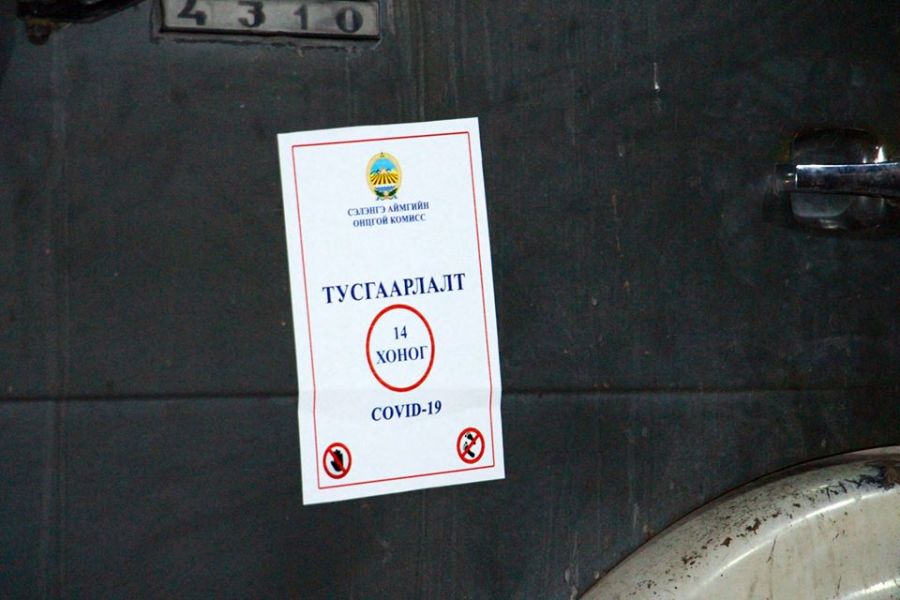 4310
СЭЛЭНГЭ АЙМГИЙН
ОНЦГОЙ КОМИСС
ТУСГААРЛАЛТ
14
ХОНОГ
COVID-19